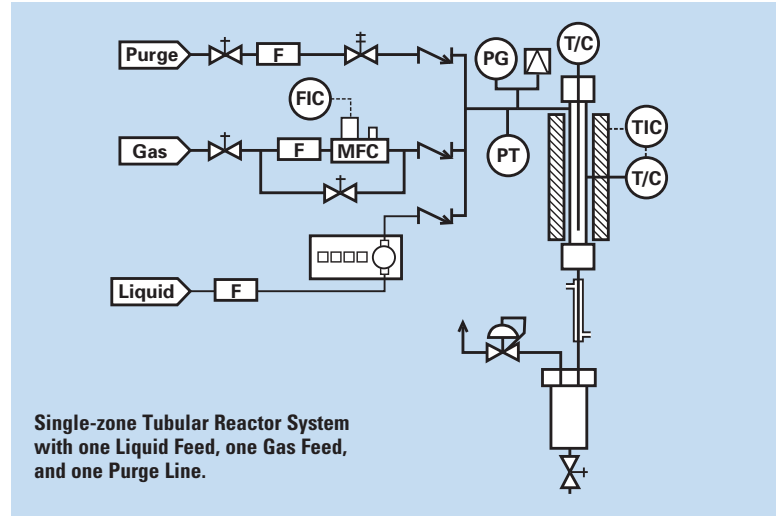 Purge
F
PG
T/C
FIC
Gas
F
MFC
PT
TIC
T/C
Liquid
F
Single-zone Tubular Reactor System
with one Liquid Feed, one Gas Feed,
and one Purge Line.